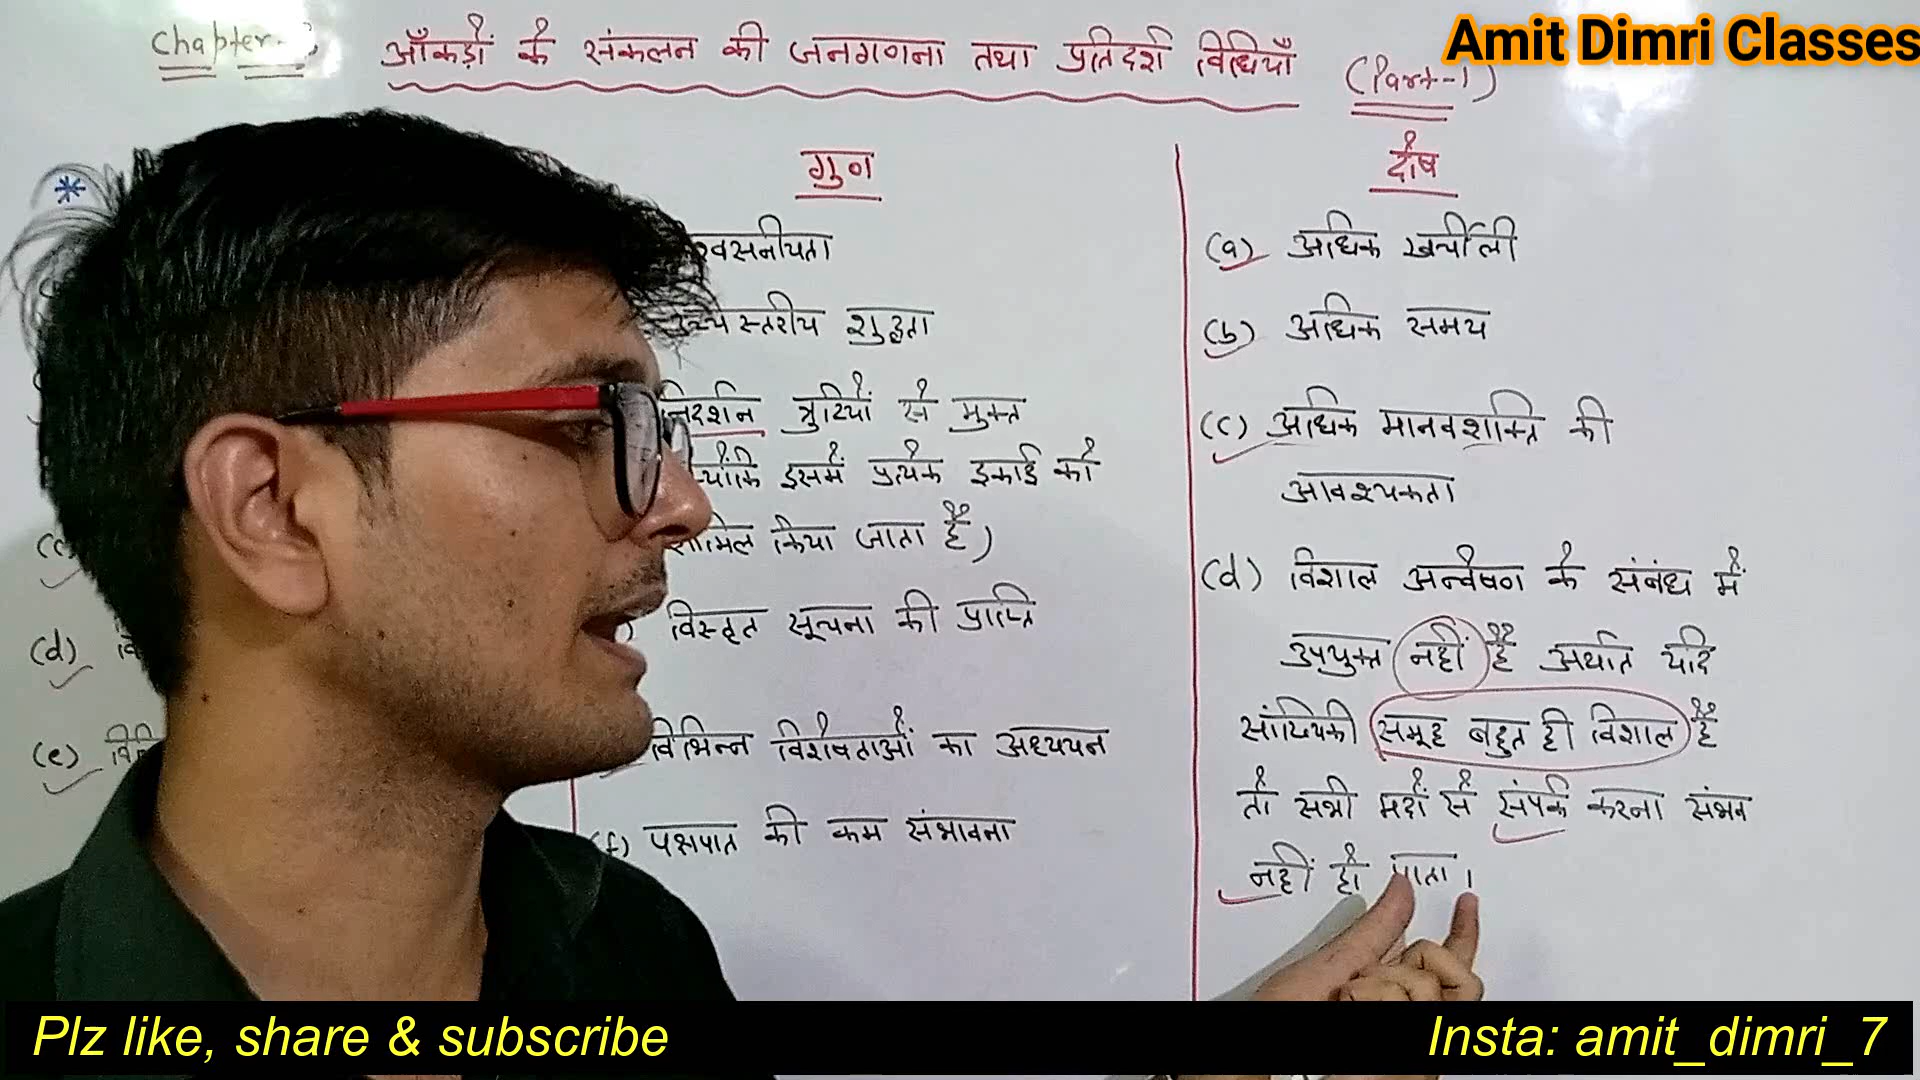 Amit Dimri Classes
Chapter-
आँकड़ों के संकलन की जनगणना तथा प्रतिदर्श विधियाँ
(Part-1)
*
गुण
उच्च स्तरीय शुद्धता
निदर्शन त्रुटियों से मुक्त
इसमें प्रत्येक इकाई को
किया जाता है)
विस्तृत सूचना की प्राप्ति
विभिन्न विशेषताओं का अध्ययन
(f) पक्षपात की कम संभावना
(d)
(e)
दोष
(a) अधिक खर्चीली
(b) अधिक समय
(c) अधिक मानवशक्ति की
आवश्यकता
(d) विशाल अन्वेषण के संबंध में
उपयुक्त नहीं है अर्थात यदि
सांख्यिकी समूह बहुत ही विशाल है
तो सभी मदों से संपर्क करना संभव
नहीं हो पाता।
Plz like, share & subscribe
Insta: amit_dimri_7